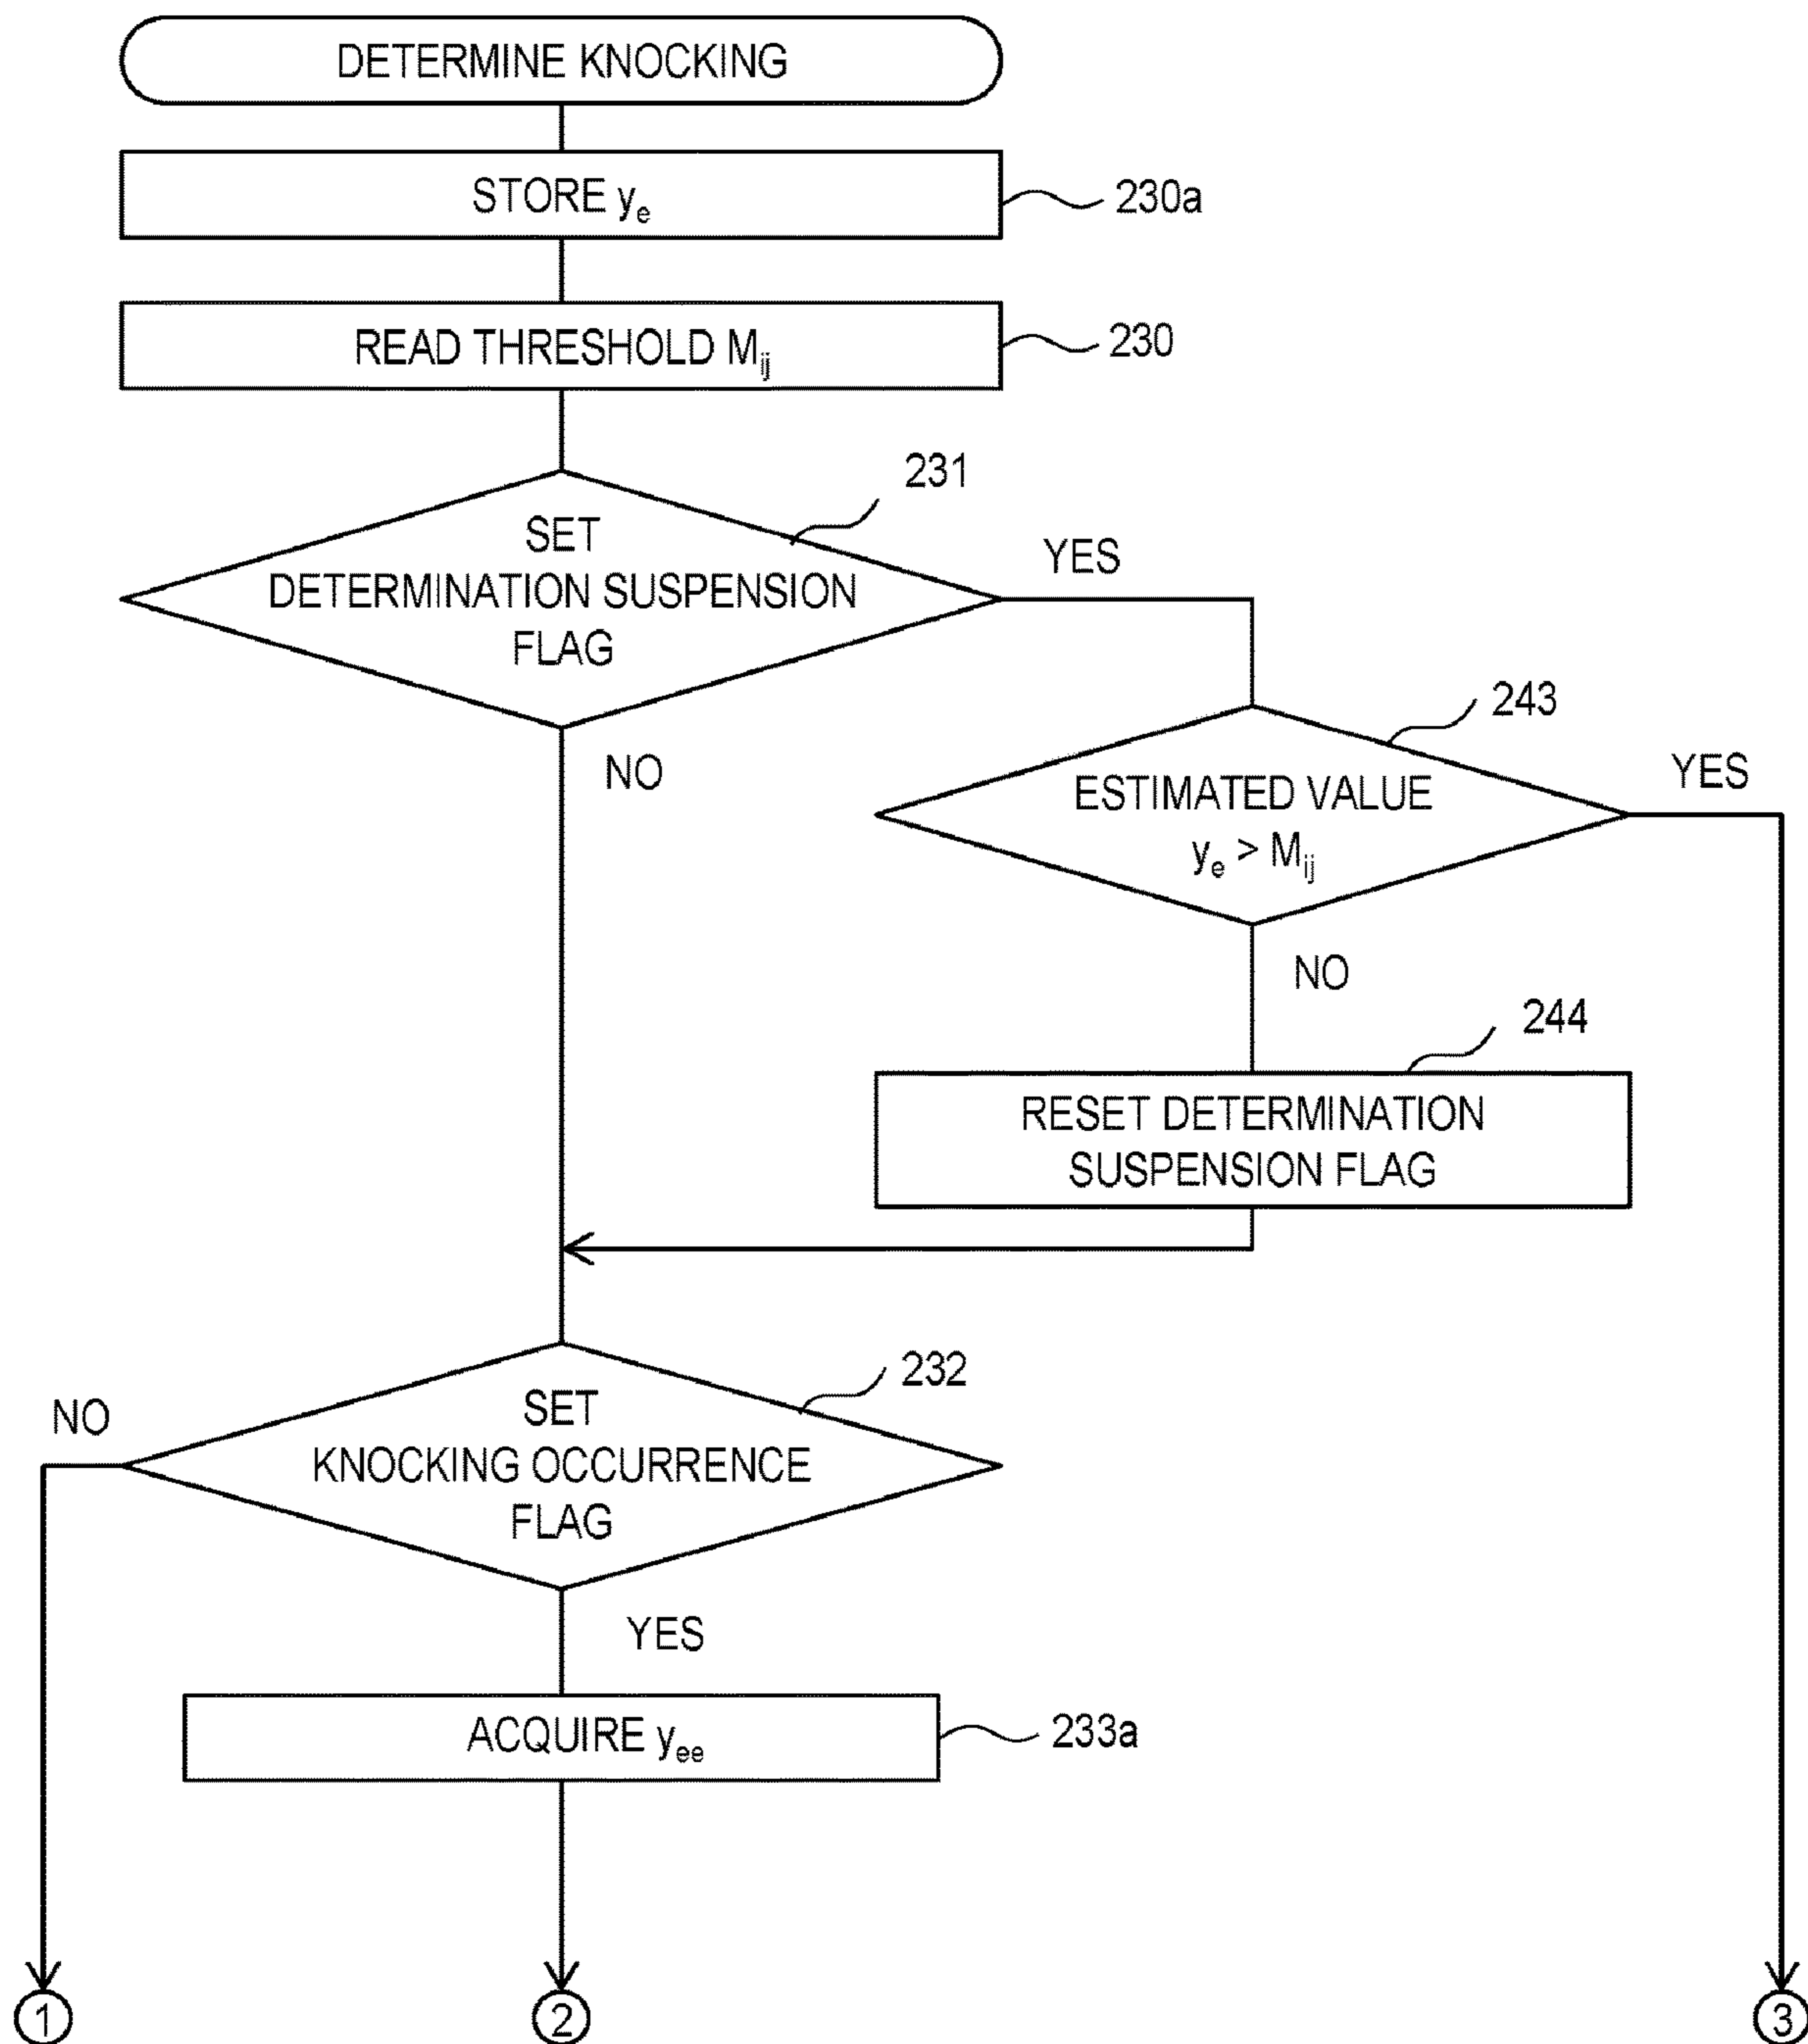 DETERMINE KNOCKING
STORE yₑ
230a
READ THRESHOLD Mᵢⱼ
230
231
SET
DETERMINATION SUSPENSION
FLAG
YES
NO
243
ESTIMATED VALUE
yₑ > Mᵢⱼ
YES
NO
244
RESET DETERMINATION
SUSPENSION FLAG
232
SET
KNOCKING OCCURRENCE
FLAG
NO
YES
ACQUIRE yₑₑ
233a
①
②
③